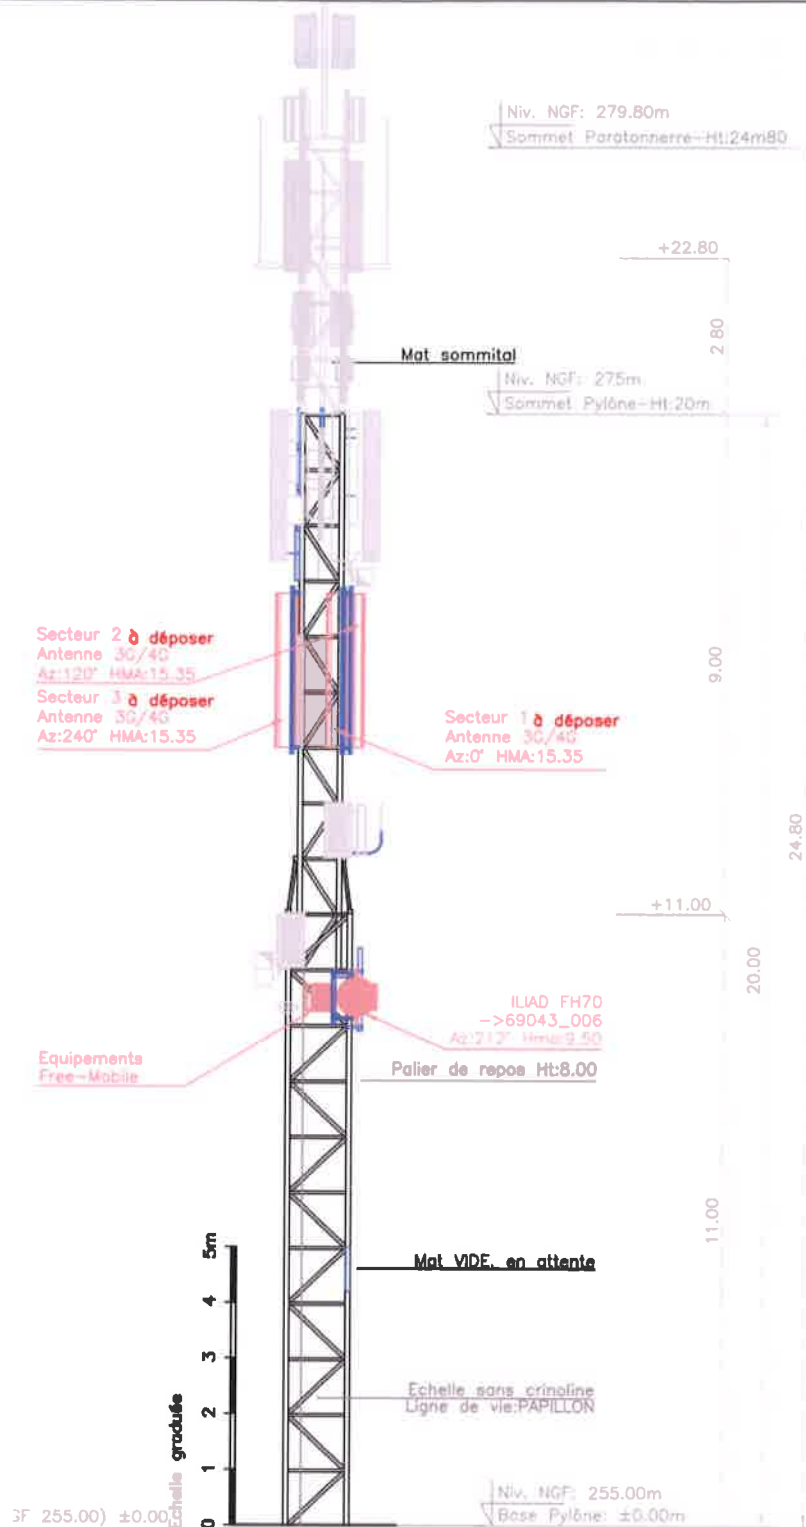 Niv. NGF: 279.80m
Sommet Paratonnerre-Ht:24m80
+22.80
2.80
Mat sommital
Niv. NGF: 275m
Sommet Pylône-Ht:20m
Secteur 2 à déposer
Antenne 3G/4G
Az:120° HMA:15.35
Secteur 3 à déposer
Antenne 3G/4G
Az:240° HMA:15.35
Secteur 1 à déposer
Antenne 3G/4G
Az:0° HMA:15.35
9.00
24.80
+11.00
20.00
ILIAD FH70
->69043_006
Az:212° Hma:9.50
Equipements
Free-Mobile
Palier de repos Ht:8.00
11.00
Mat VIDE, en attente
5m
4
3
2
1
0
Echelle graduée
Echelle sans crinoline
Ligne de vie:PAPILLON
Niv. NGF: 255.00m
Base Pylône: ±0.00m
GF 255.00) ±0.00